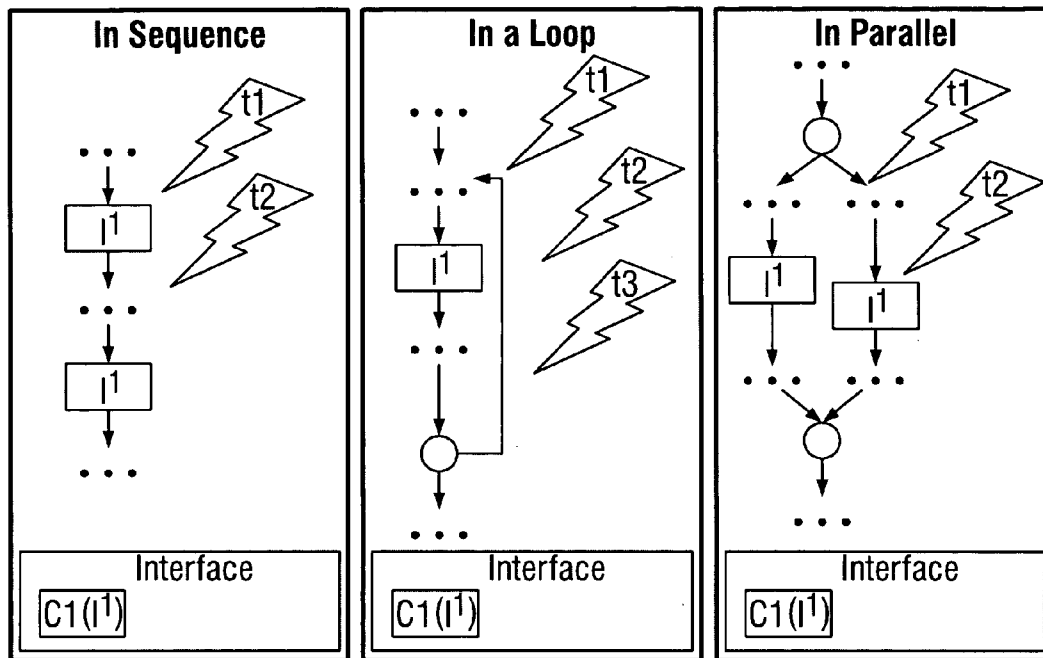 In Sequence
t1
t2
I¹
I¹
Interface
C1(I¹)
In a Loop
t1
t2
I¹
t3
Interface
C1(I¹)
In Parallel
t1
t2
I¹
I¹
Interface
C1(I¹)